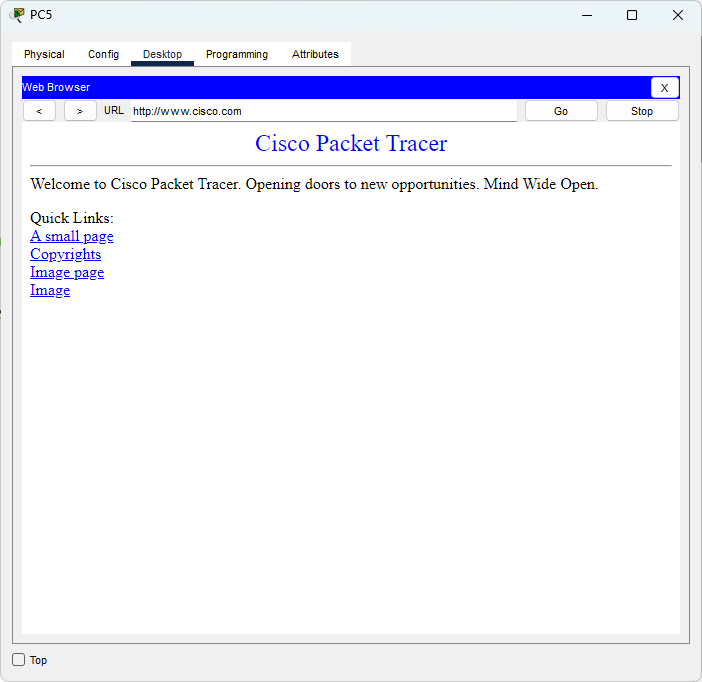 PC5
Physical Config Desktop Programming Attributes
Web Browser X
< > URL http://www.cisco.com Go Stop
Cisco Packet Tracer
Welcome to Cisco Packet Tracer. Opening doors to new opportunities. Mind Wide Open.
Quick Links:
A small page
Copyrights
Image page
Image
Top